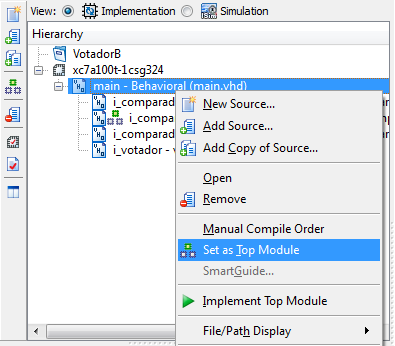 View: Implementation Simulation
Hierarchy
VotadorB
xc7a100t-1csg324
main - Behavioral (main.vhd)
i_comparad
i_compa
i_comparad
i_votador - v
New Source...
Add Source...
Add Copy of Source...
Open
Remove
Manual Compile Order
Set as Top Module
SmartGuide...
Implement Top Module
File/Path Display